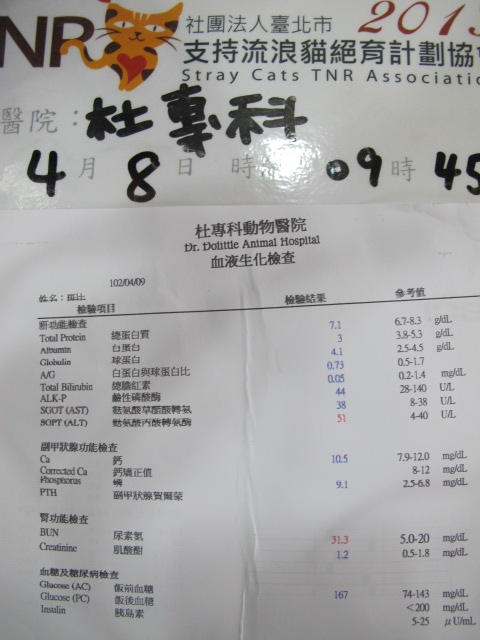 TNR
社團法人臺北市
2013
支持流浪貓絕育計劃協會
Stray Cats TNR Association
醫院：杜專科
4月8日 時 09時45
杜專科動物醫院
Dr. Dolittle Animal Hospital
血液生化檢查
102/04/09
姓名：
檢驗項目 檢驗結果 參考值
肝功能檢查
Total Protein 總蛋白質 7.1 6.7-8.3 g/dL
Albumin 白蛋白 3 3.8-5.3 g/dL
Globulin 球蛋白 4.1 2.5-4.5 g/dL
A/G 白蛋白與球蛋白比 0.73 0.5-1.7
Total Bilirubin 總膽紅素 0.05 0.2-1.4 mg/dL
ALK-P 鹼性磷酸酶 44 28-140 U/L
SGOT (AST) 麩氨酸草醋酸轉氨 38 8-38 U/L
SGPT (ALT) 麩氨酸丙酸轉氨酶 51 4-40 U/L
副甲狀腺功能檢查
Ca 鈣 10.5 7.9-12.0 mg/dL
Corrected Ca 鈣矯正值 8-12 mg/dL
Phosphorus 磷 9.1 2.5-6.8 mg/dL
PTH 副甲狀腺賀爾蒙
腎功能檢查
BUN 尿素氮 31.3 5.0-20 mg/dL
Creatinine 肌酸酐 1.2 0.5-1.8 mg/dL
血糖及糖尿病檢查
Glucose (AC) 飯前血糖 167 74-143 mg/dL
Glucose (PC) 飯後血糖 <200 mg/dL
Insulin 胰島素 5-25 μU/mL